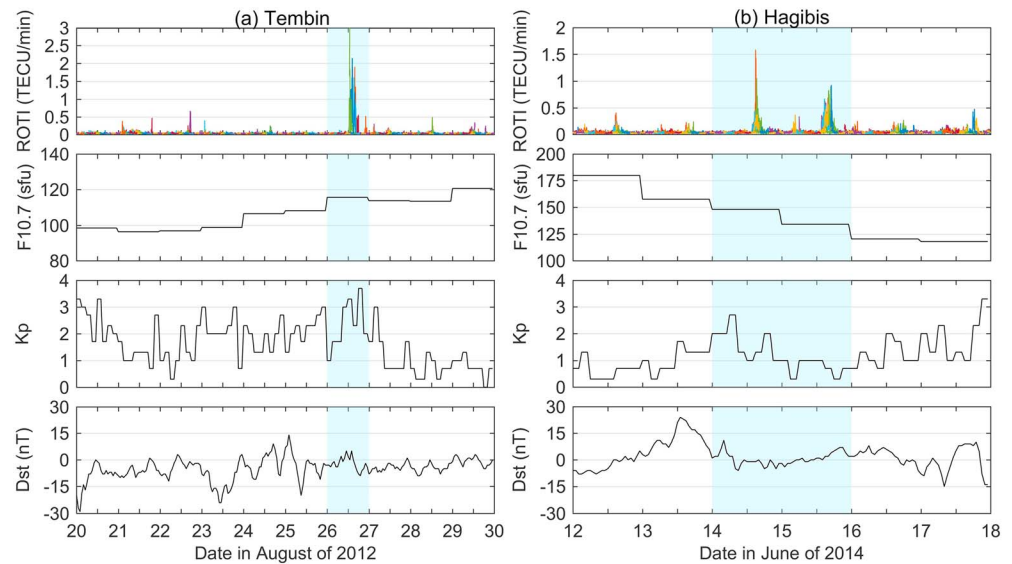 (a) Tembin
ROTI (TECU/min)
3
2.5
2
1.5
1
0.5
0
F10.7 (sfu)
140
120
100
80
Kp
4
3
2
1
0
Dst (nT)
30
15
0
-15
-30
20 21 22 23 24 25 26 27 28 29 30
Date in August of 2012
(b) Hagibis
ROTI (TECU/min)
2
1.5
1
0.5
0
F10.7 (sfu)
200
175
150
125
100
Kp
4
3
2
1
0
Dst (nT)
30
15
0
-15
-30
12 13 14 15 16 17 18
Date in June of 2014